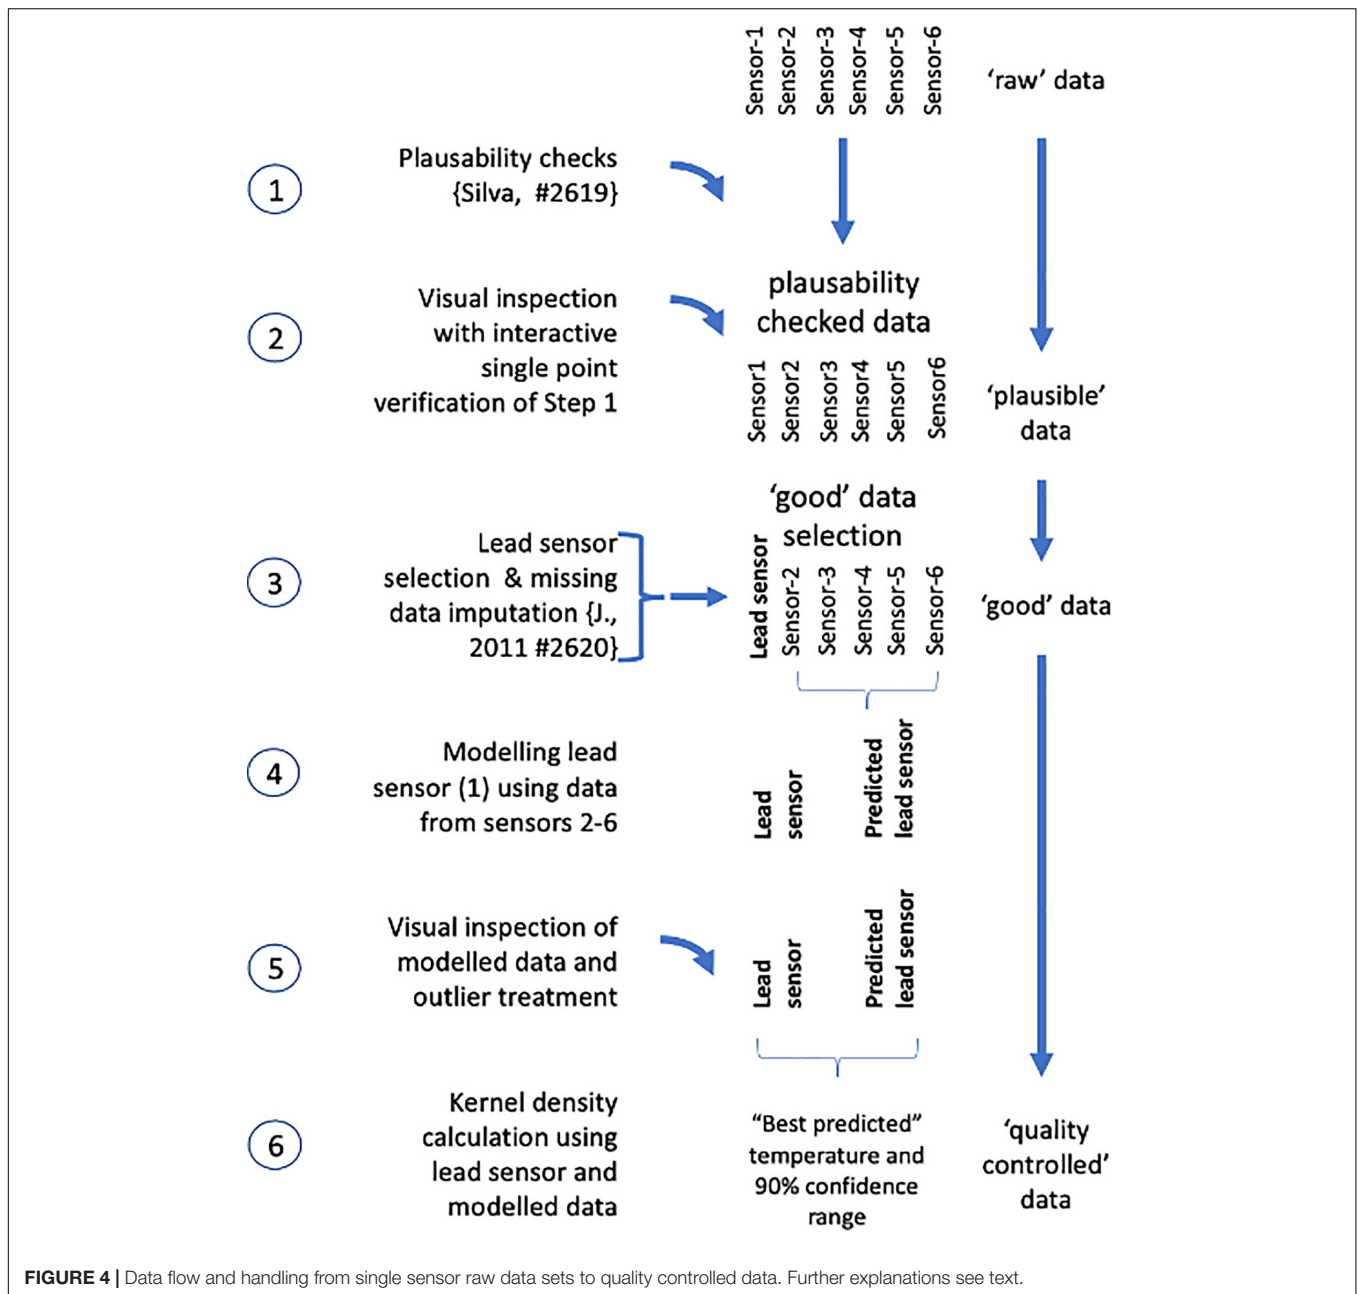 Sensor-1
Sensor-2
Sensor-3
Sensor-4
Sensor-5
Sensor-6
‘raw’ data
1
Plausability checks
{Silva, #2619}
2
Visual inspection
with interactive
single point
verification of Step 1
plausability
checked data
Sensor1
Sensor2
Sensor3
Sensor4
Sensor5
Sensor6
‘plausible’
data
3
Lead sensor
selection & missing
data imputation {J.,
2011 #2620}
‘good’ data
selection
Lead sensor
Sensor-2
Sensor-3
Sensor-4
Sensor-5
Sensor-6
‘good’ data
4
Modelling lead
sensor (1) using data
from sensors 2-6
Lead
sensor
Predicted
lead sensor
5
Visual inspection of
modelled data and
outlier treatment
Lead
sensor
Predicted
lead sensor
6
Kernel density
calculation using
lead sensor and
modelled data
“Best predicted”
temperature and
90% confidence
range
‘quality
controlled’
data
FIGURE 4 | Data flow and handling from single sensor raw data sets to quality controlled data. Further explanations see text.